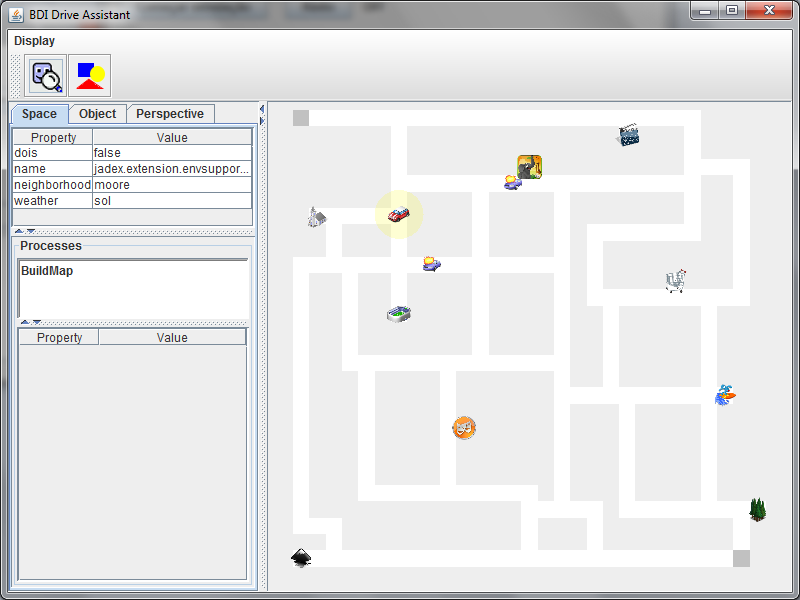 BDI Drive Assistant
Display
Space Object Perspective
Property Value
dois false
name jadex.extension.envsuppor...
neighborhood moore
weather sol
Processes
BuildMap
Property Value